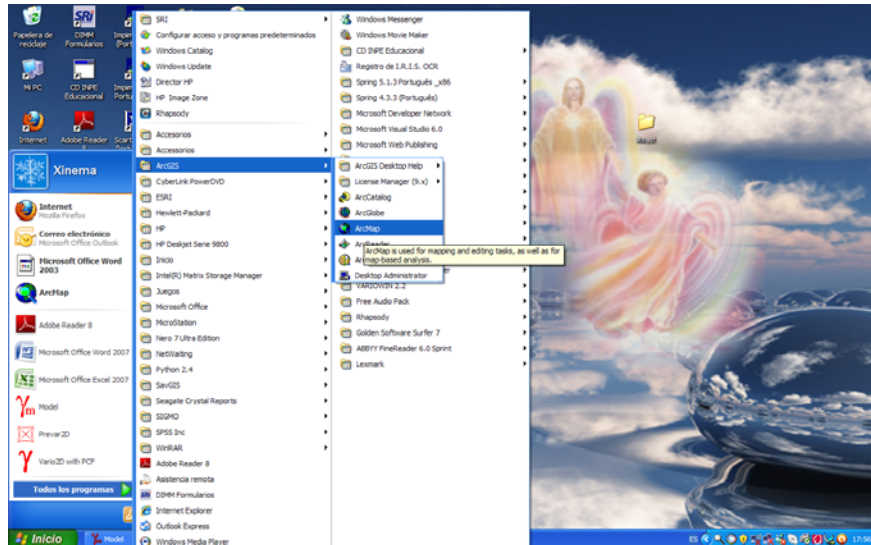 Papelera de reciclaje
DIMM Formularios
Mi PC
CD INPE Educacional
Internet
Adobe Reader 8
Xinema
Internet
Mozilla Firefox
Correo electrónico
Microsoft Office Outlook
Microsoft Office Word 2003
ArcMap
Adobe Reader 8
Microsoft Office Word 2007
Microsoft Office Excel 2007
Model
Prevar2D
Vario2D with PCF
Todos los programas
SRI
Configurar acceso y programas predeterminados
Windows Catalog
Windows Update
Director HP
HP Image Zone
Rhapsody
Accesorios
Accessorios
ArcGIS
CyberLink PowerDVD
ESRI
Hewlett-Packard
HP
HP Deskjet Serie 9800
Inicio
Intel(R) Matrix Storage Manager
Juegos
Microsoft Office
MicroStation
Nero 7 Ultra Edition
NetWaiting
Python 2.4
SavGIS
Seagate Crystal Reports
SIGMO
SPSS Inc
WinRAR
Adobe Reader 8
Asistencia remota
DIMM Formularios
Internet Explorer
Outlook Express
Windows Media Player
Windows Messenger
Windows Movie Maker
CD INPE Educacional
Registro de I.R.I.S. OCR
Spring 5.1.3 Português _x86
Spring 4.3.3 (Português)
Microsoft Developer Network
Microsoft Visual Studio 6.0
Microsoft Web Publishing
ArcGIS Desktop Help
License Manager (9.x)
ArcCatalog
ArcGlobe
ArcMap
ArcReader
ArcMap is used for mapping and editing tasks, as well as for
map-based analysis.
Desktop Administrator
VARIOWIN 2.2
Free Audio Pack
Rhapsody
Golden Software Surfer 7
ABBYY FineReader 6.0 Sprint
Lexmark
Inicio
Model
ES
17:56